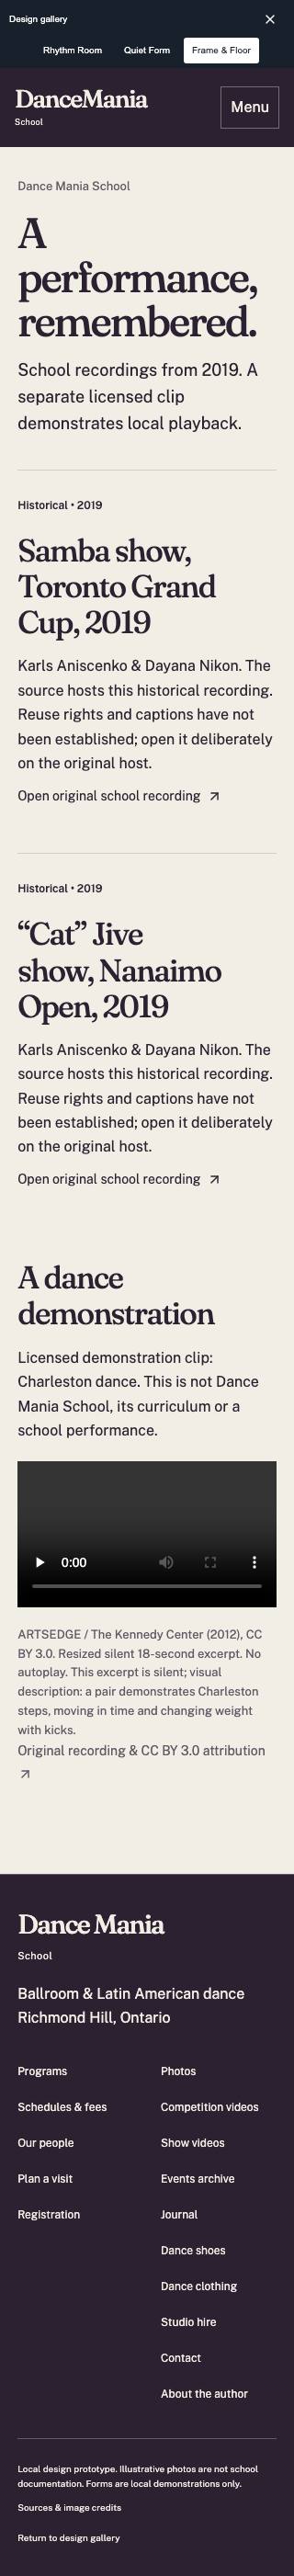 Design gallery
Rhythm Room Quiet Form Frame & Floor
DanceMania
School
Menu
Dance Mania School
A
performance,
remembered.
School recordings from 2019. A
separate licensed clip
demonstrates local playback.
Historical • 2019
Samba show,
Toronto Grand
Cup, 2019
Karls Aniscenko & Dayana Nikon. The
source hosts this historical recording.
Reuse rights and captions have not
been established; open it deliberately
on the original host.
Open original school recording
Historical • 2019
“Cat” Jive
show, Nanaimo
Open, 2019
Karls Aniscenko & Dayana Nikon. The
source hosts this historical recording.
Reuse rights and captions have not
been established; open it deliberately
on the original host.
Open original school recording
A dance
demonstration
Licensed demonstration clip:
Charleston dance. This is not Dance
Mania School, its curriculum or a
school performance.
0:00
ARTSEDGE / The Kennedy Center (2012), CC
BY 3.0. Resized silent 18-second excerpt. No
autoplay. This excerpt is silent; visual
description: a pair demonstrates Charleston
steps, moving in time and changing weight
with kicks.
Original recording & CC BY 3.0 attribution
Dance Mania
School
Ballroom & Latin American dance
Richmond Hill, Ontario
Programs
Schedules & fees
Our people
Plan a visit
Registration
Photos
Competition videos
Show videos
Events archive
Journal
Dance shoes
Dance clothing
Studio hire
Contact
About the author
Local design prototype. Illustrative photos are not school
documentation. Forms are local demonstrations only.
Sources & image credits
Return to design gallery